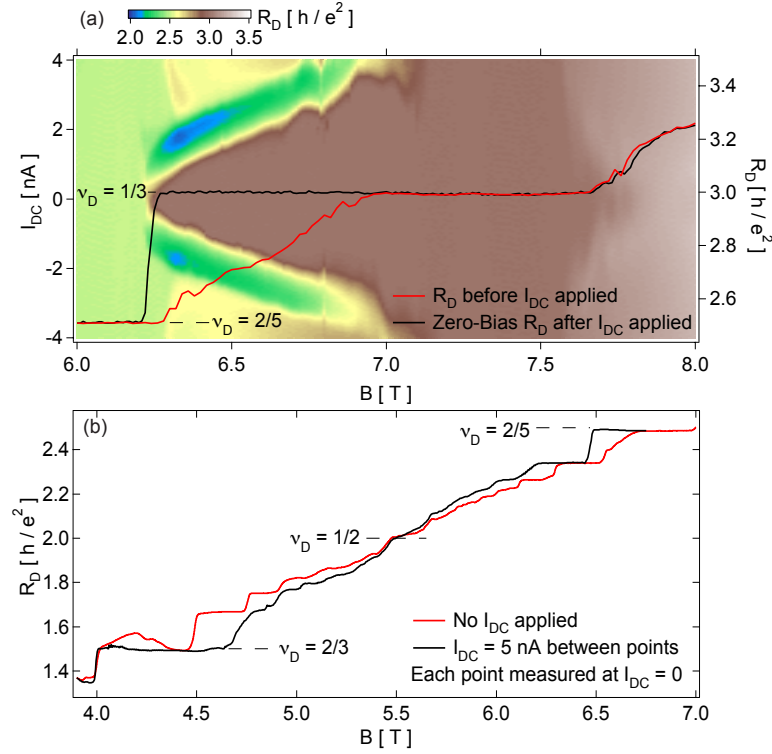 (a)
R_D [ h / e² ]
2.0 2.5 3.0 3.5
4
2
0
-2
-4
I_DC [ nA ]
3.4
3.2
3.0
2.8
2.6
R_D [ h / e² ]
ν_D = 1/3
ν_D = 2/5
R_D before I_DC applied
Zero-Bias R_D after I_DC applied
6.0 6.5 7.0 7.5 8.0
B [ T ]
(b)
2.4
2.2
2.0
1.8
1.6
1.4
R_D [ h / e² ]
ν_D = 2/5
ν_D = 1/2
ν_D = 2/3
No I_DC applied
I_DC = 5 nA between points
Each point measured at I_DC = 0
4.0 4.5 5.0 5.5 6.0 6.5 7.0
B [ T ]